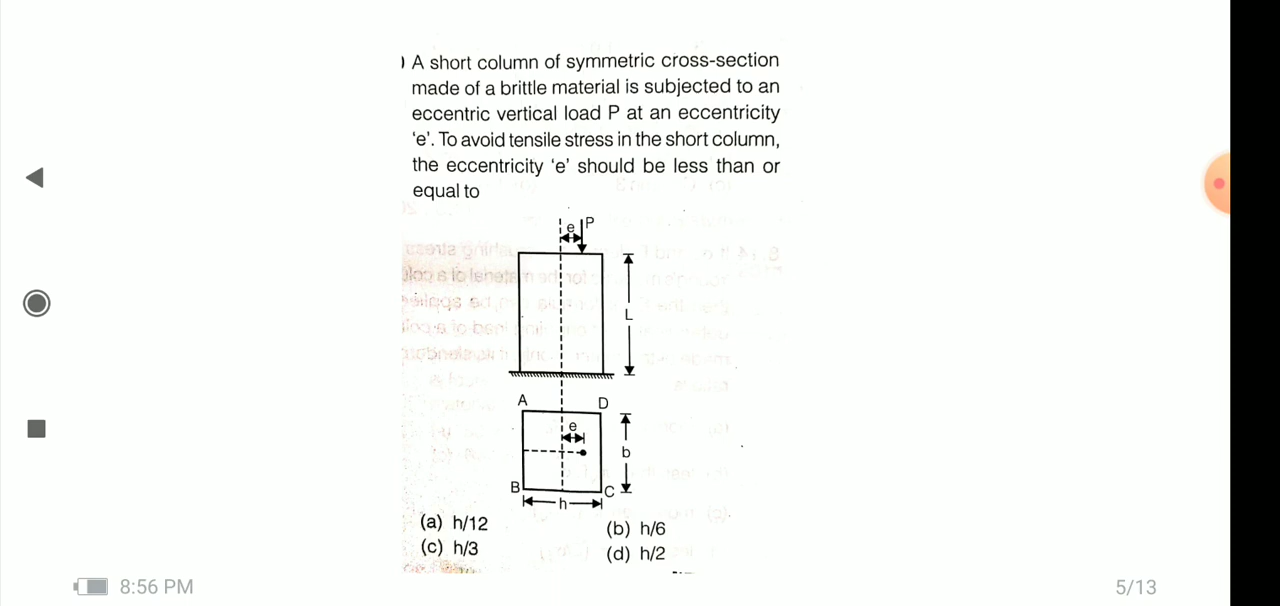 ) A short column of symmetric cross-section
made of a brittle material is subjected to an
eccentric vertical load P at an eccentricity
‘e’. To avoid tensile stress in the short column,
the eccentricity ‘e’ should be less than or
equal to
e P
L
A D
e
b
B C
h
(a) h/12 (b) h/6
(c) h/3 (d) h/2
8:56 PM 5/13